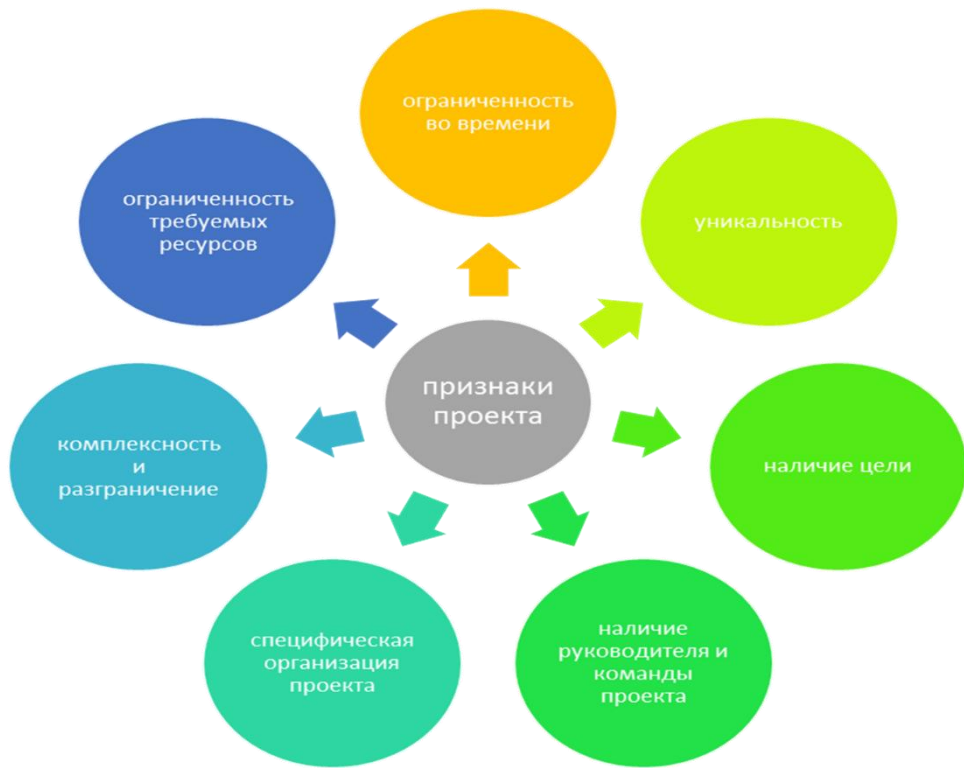 ограниченность
во времени
уникальность
наличие цели
наличие
руководителя и
команды
проекта
специфическая
организация
проекта
комплексность
и
разграничение
ограниченность
требуемых
ресурсов
признаки
проекта